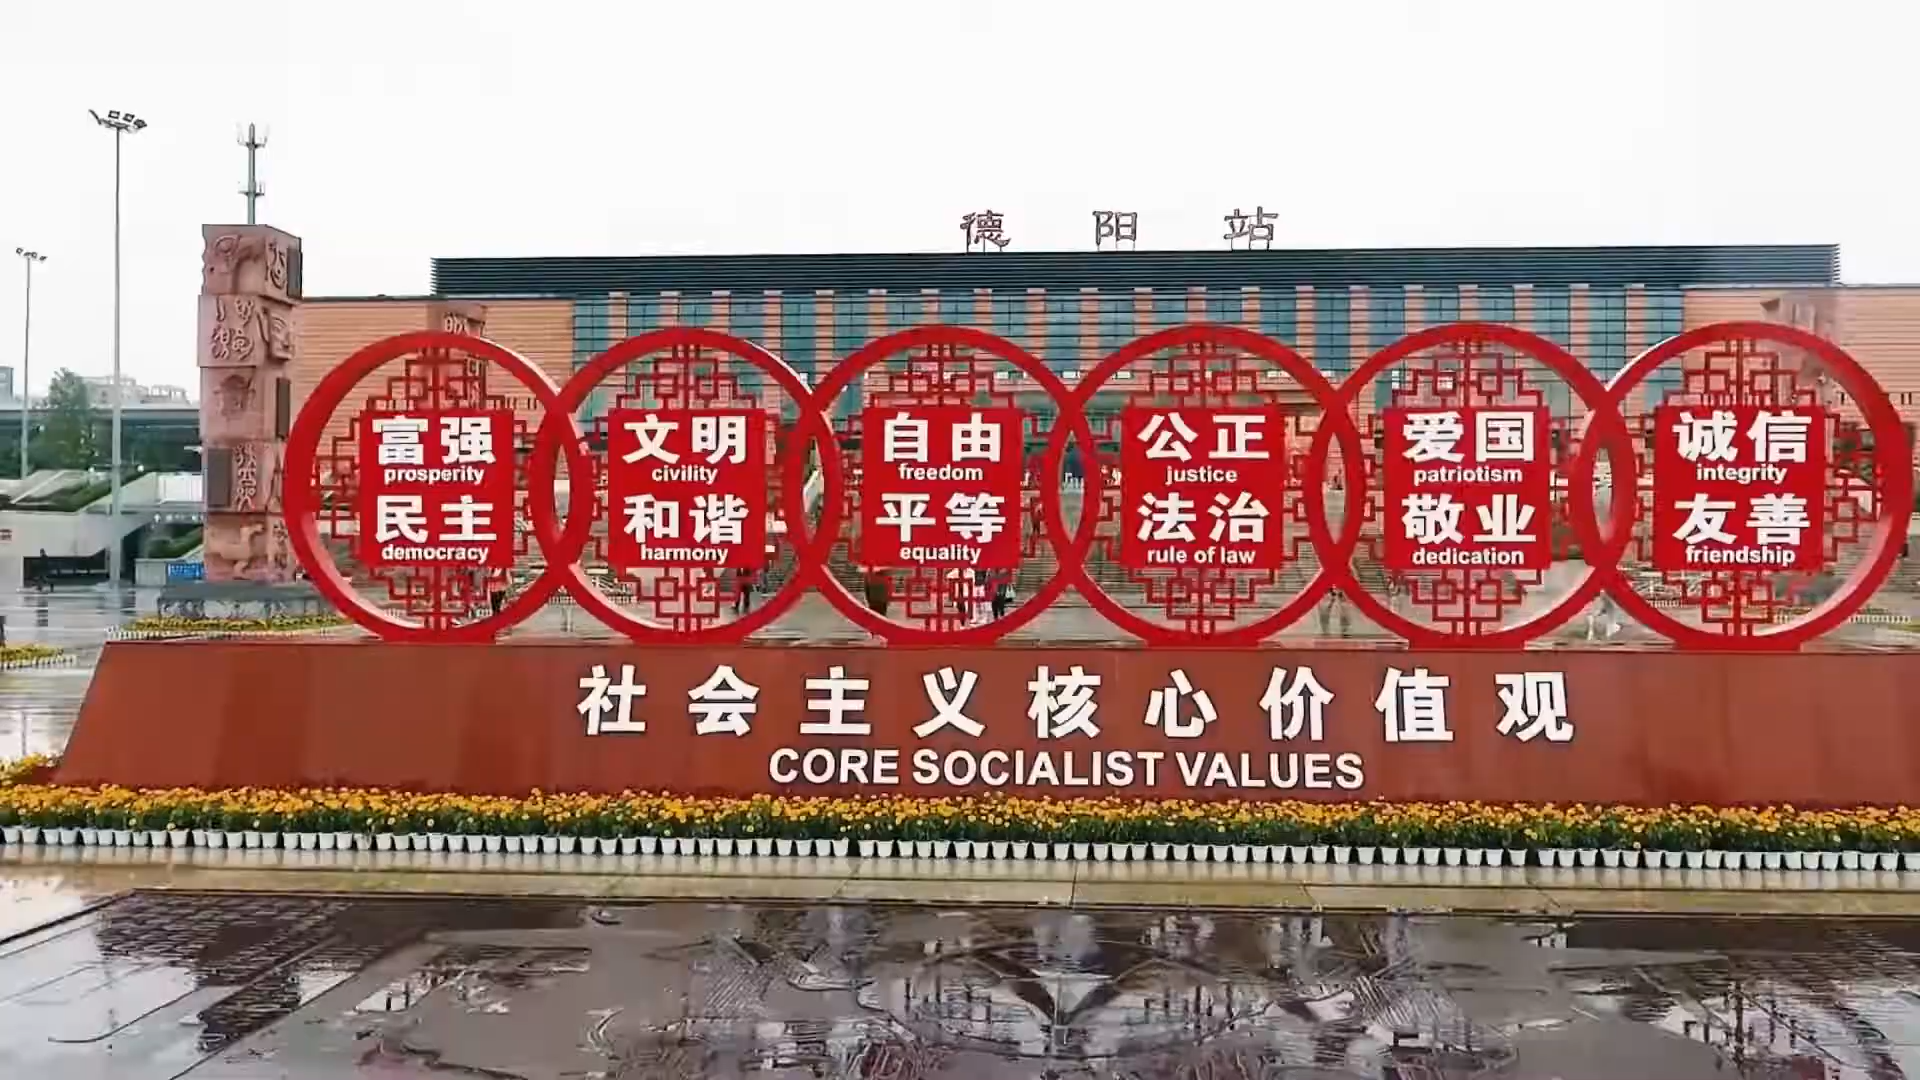 德阳站
富强
prosperity
民主
democracy
文明
civility
和谐
harmony
自由
freedom
平等
equality
公正
justice
法治
rule of law
爱国
patriotism
敬业
dedication
诚信
integrity
友善
friendship
社会主义核心价值观
CORE SOCIALIST VALUES